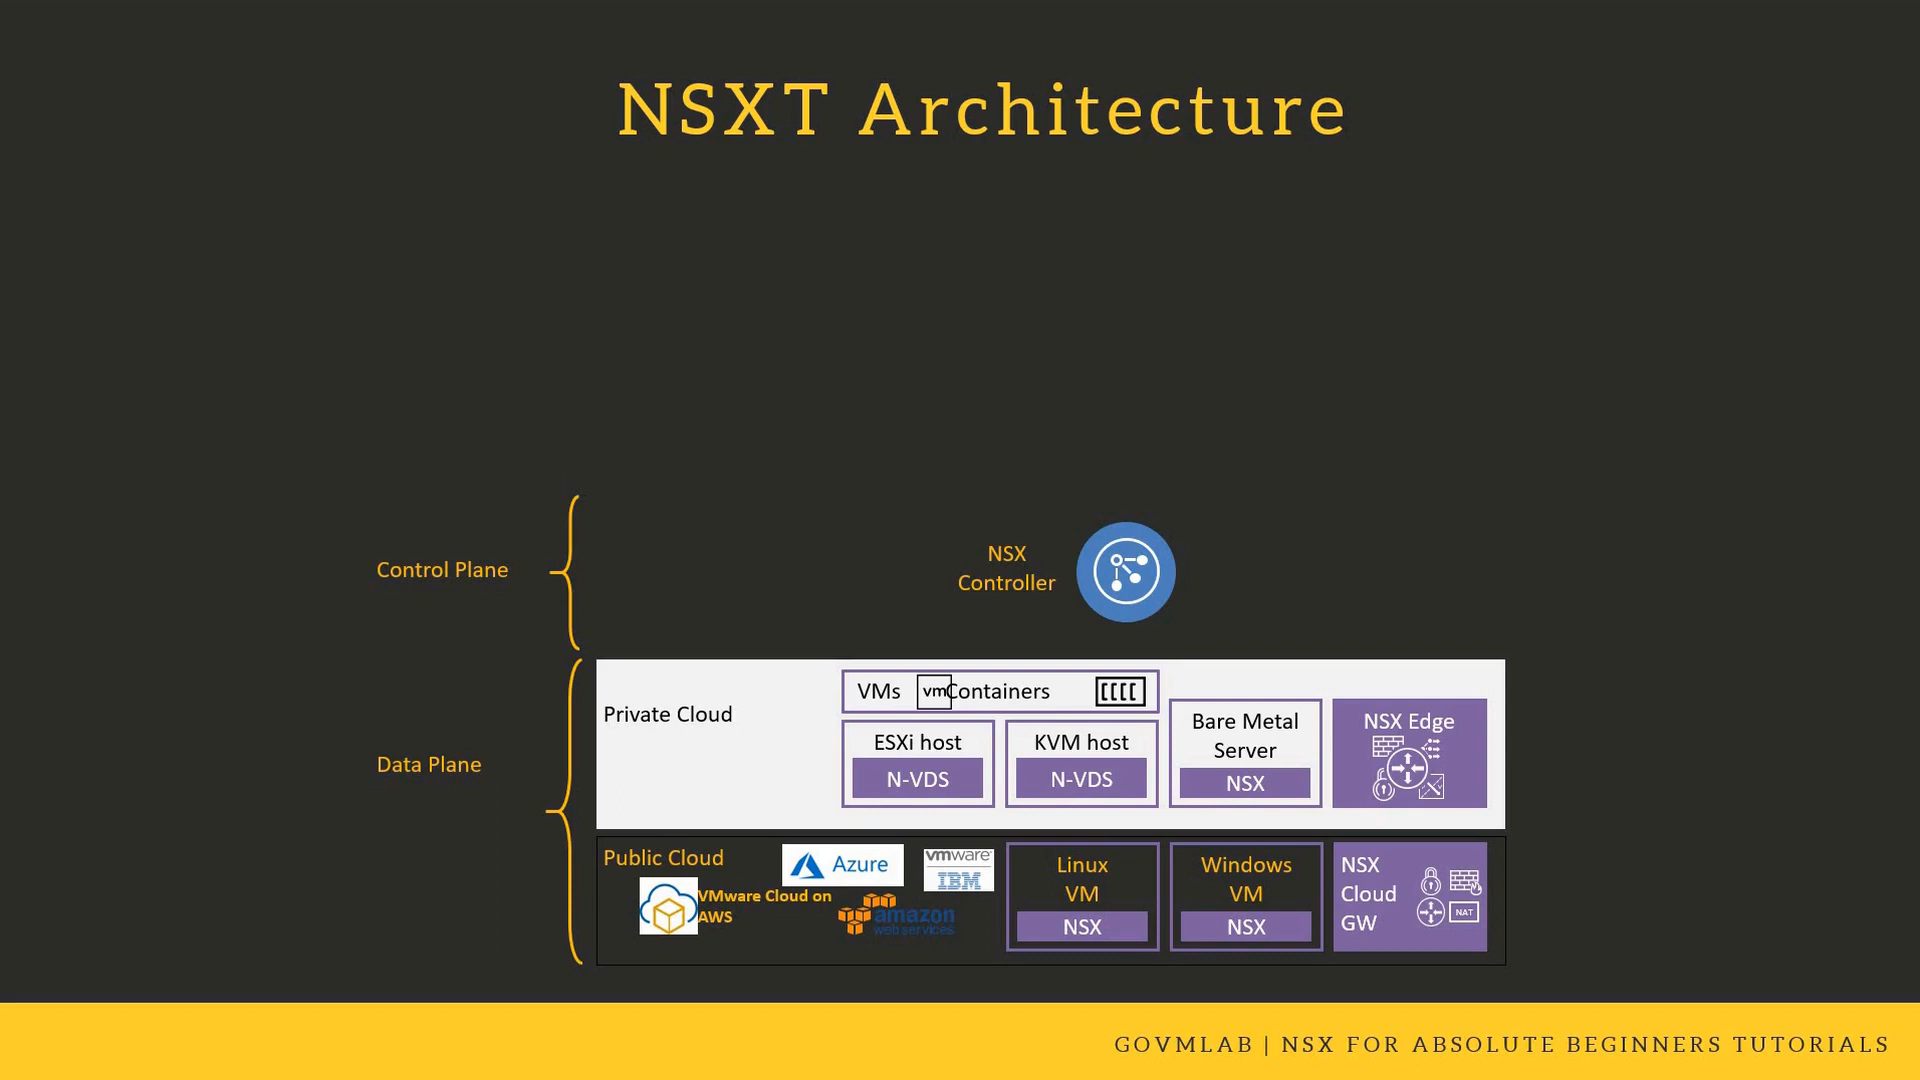 NSXT Architecture
Control Plane
NSX
Controller
Data Plane
Private Cloud
VMs vm Containers
ESXi host
N-VDS
KVM host
N-VDS
Bare Metal
Server
NSX
NSX Edge
Public Cloud
Azure
vmware
IBM
VMware Cloud on
AWS
amazon
web services
Linux
VM
NSX
Windows
VM
NSX
NSX
Cloud
GW
NAT
GOVMLAB | NSX FOR ABSOLUTE BEGINNERS TUTORIALS